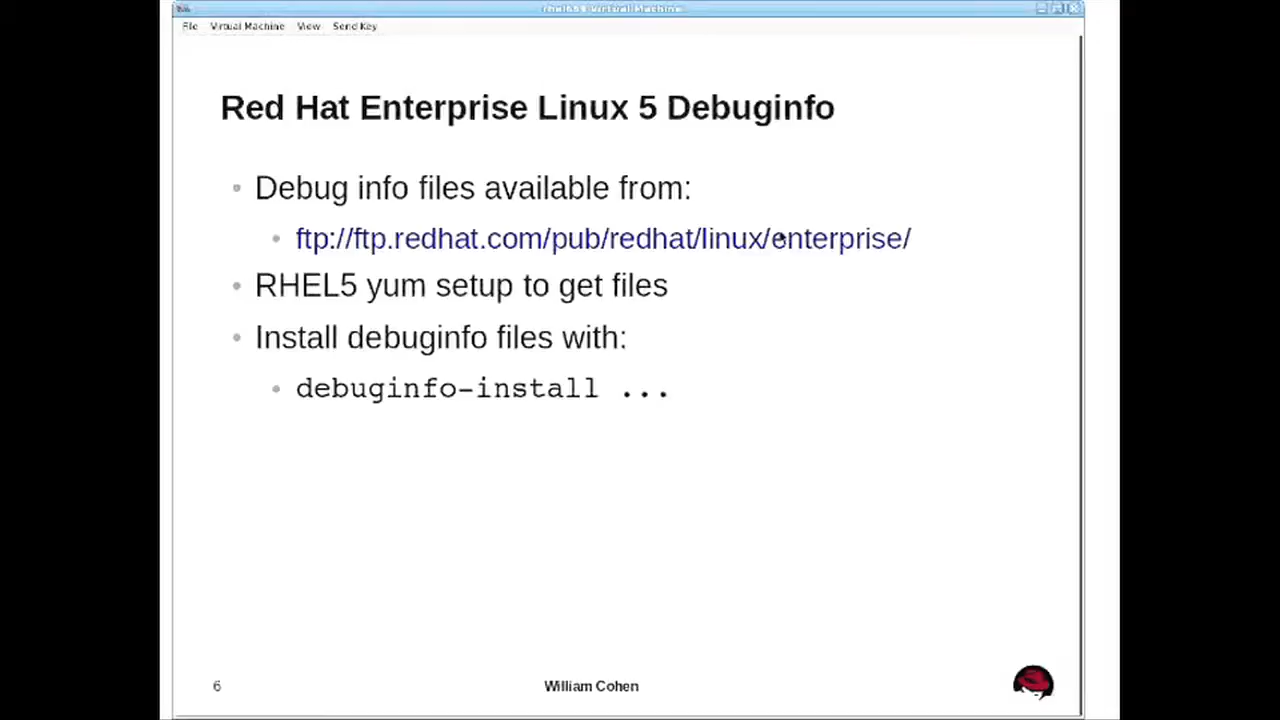 File Virtual Machine View Send Key
Red Hat Enterprise Linux 5 Debuginfo
• Debug info files available from:
• ftp://ftp.redhat.com/pub/redhat/linux/enterprise/
• RHEL5 yum setup to get files
• Install debuginfo files with:
• debuginfo-install ...
6 William Cohen